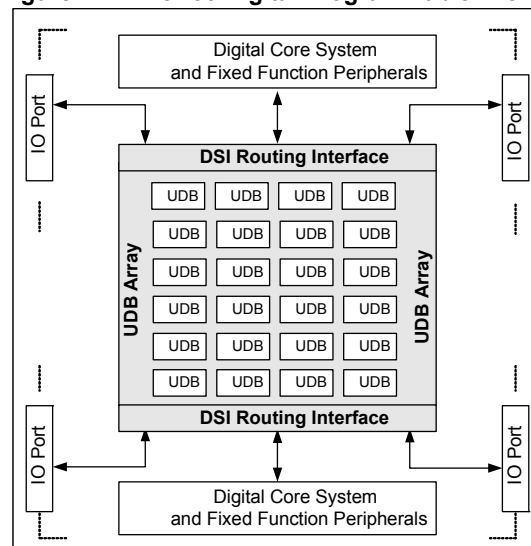 Digital Core System
and Fixed Function Peripherals
IO Port
IO Port
DSI Routing Interface
UDB UDB UDB UDB
UDB UDB UDB UDB
UDB UDB UDB UDB
UDB UDB UDB UDB
UDB UDB UDB UDB
UDB UDB UDB UDB
UDB Array
UDB Array
DSI Routing Interface
IO Port
IO Port
Digital Core System
and Fixed Function Peripherals